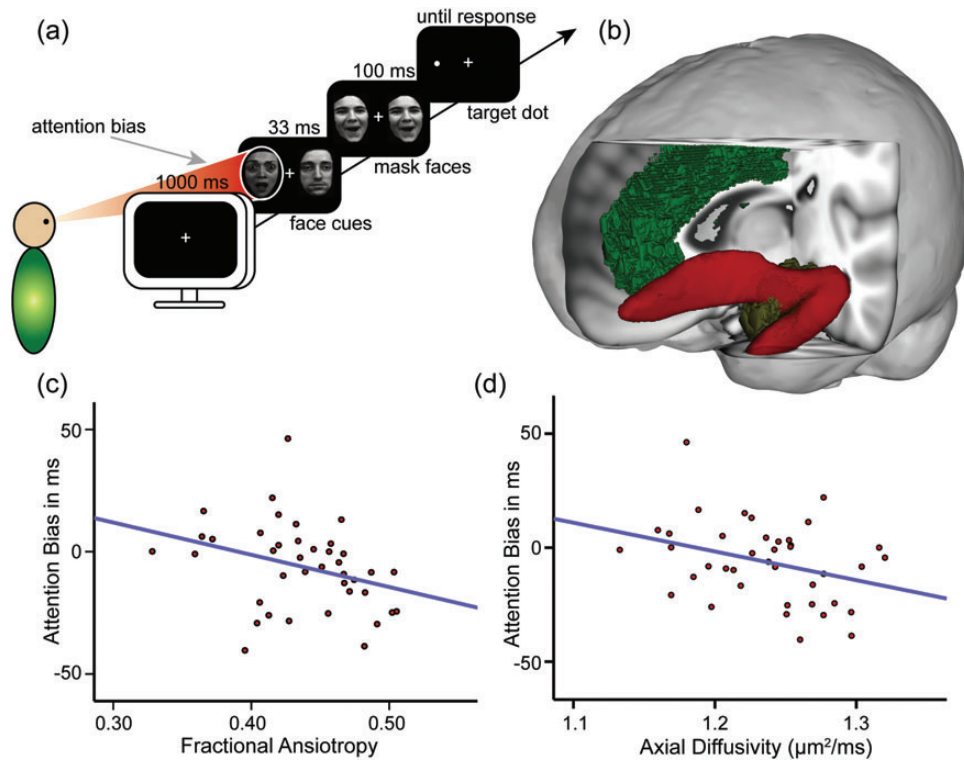 (a)
until response
100 ms
target dot
33 ms
mask faces
attention bias
1000 ms
face cues
+
+
+
+
(b)
(c)
Attention Bias in ms
50
0
-50
0.30
0.40
0.50
Fractional Ansiotropy
(d)
Attention Bias in ms
50
0
-50
1.1
1.2
1.3
Axial Diffusivity (µm²/ms)